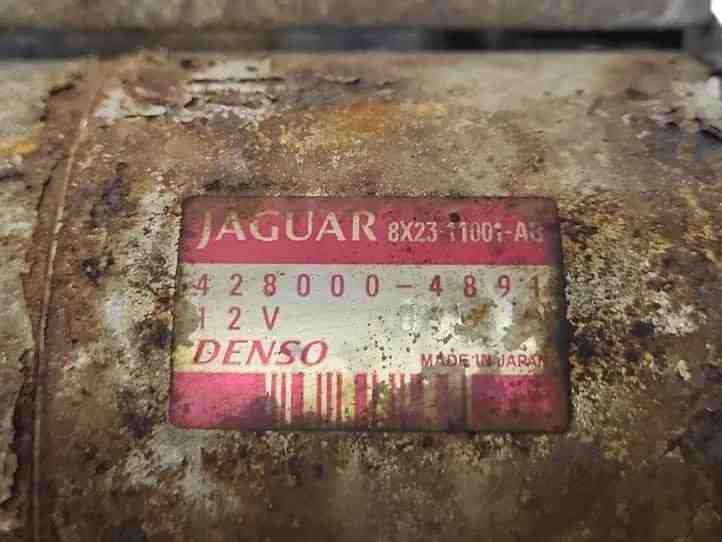 JAGUAR 8X23-11001-AB
428000-4891
12V
DENSO MADE IN JAPAN